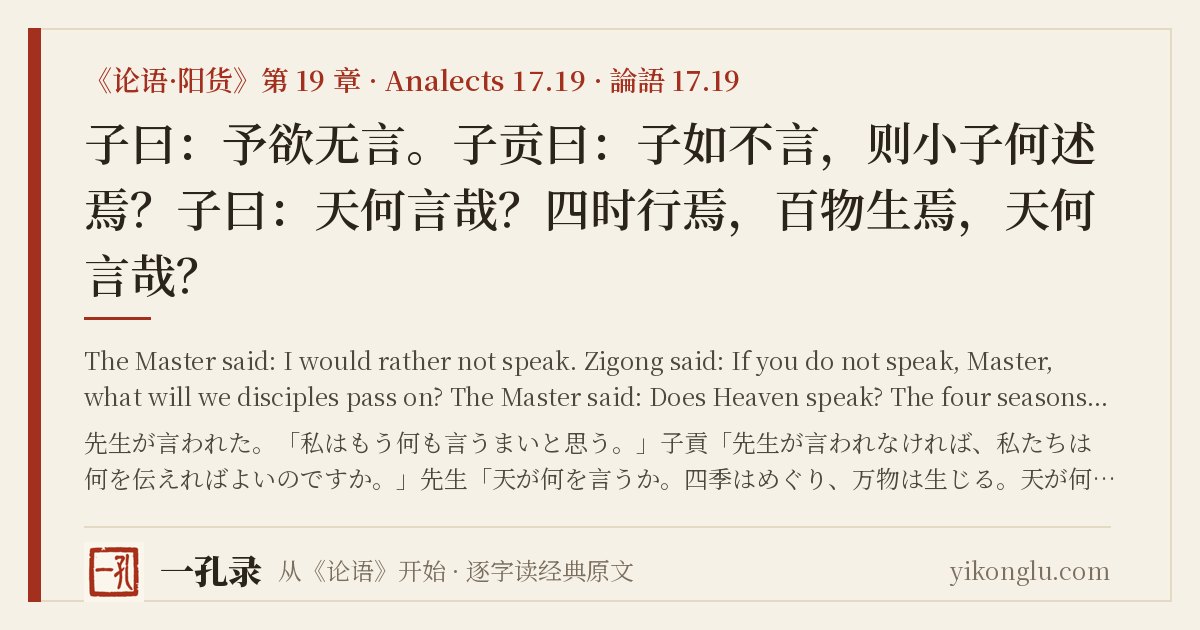 《论语·阳货》第 19 章 · Analects 17.19 · 論語 17.19
子曰：予欲无言。子贡曰：子如不言，则小子何述
焉？子曰：天何言哉？四时行焉，百物生焉，天何
言哉？
The Master said: I would rather not speak. Zigong said: If you do not speak, Master,
what will we disciples pass on? The Master said: Does Heaven speak? The four seasons...
先生が言われた。「私はもう何も言うまいと思う。」子貢「先生が言われなければ、私たちは
何を伝えればよいのですか。」先生「天が何を言うか。四季はめぐり、万物は生じる。天が何…
一孔
一孔录 从《论语》开始 · 逐字读经典原文 yikonglu.com